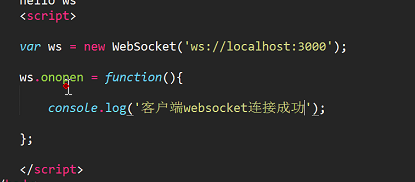 hello ws
<script>
var ws = new WebSocket('ws://localhost:3000');
ws.onopen = function(){
console.log('客户端websocket连接成功');
};
</script>